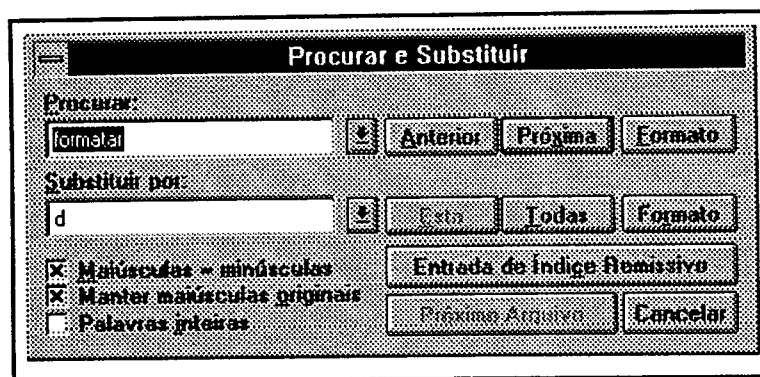 Procurar e Substituir
Procurar:
formatar
Anterior Próxima Formato
Substituir por:
d
Esta Todas Formato
Maiúsculas = minúsculas
Entrada de Índice Remissivo
Manter maiúsculas originais
Palavras inteiras
Próximo Arquivo Cancelar